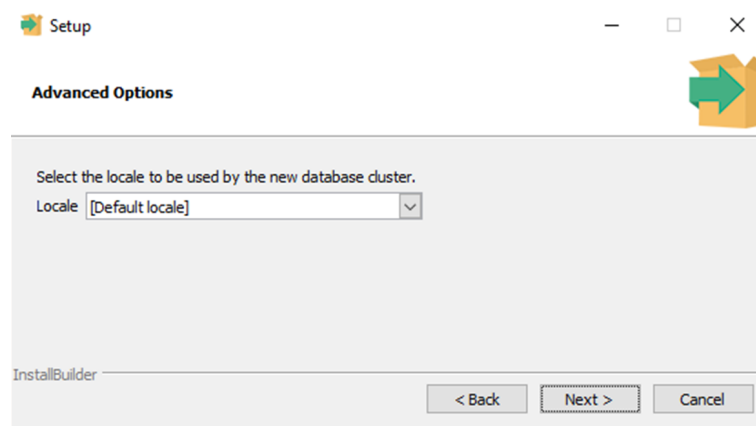 Setup
Advanced Options
Select the locale to be used by the new database cluster.
Locale [Default locale]
InstallBuilder
< Back Next > Cancel